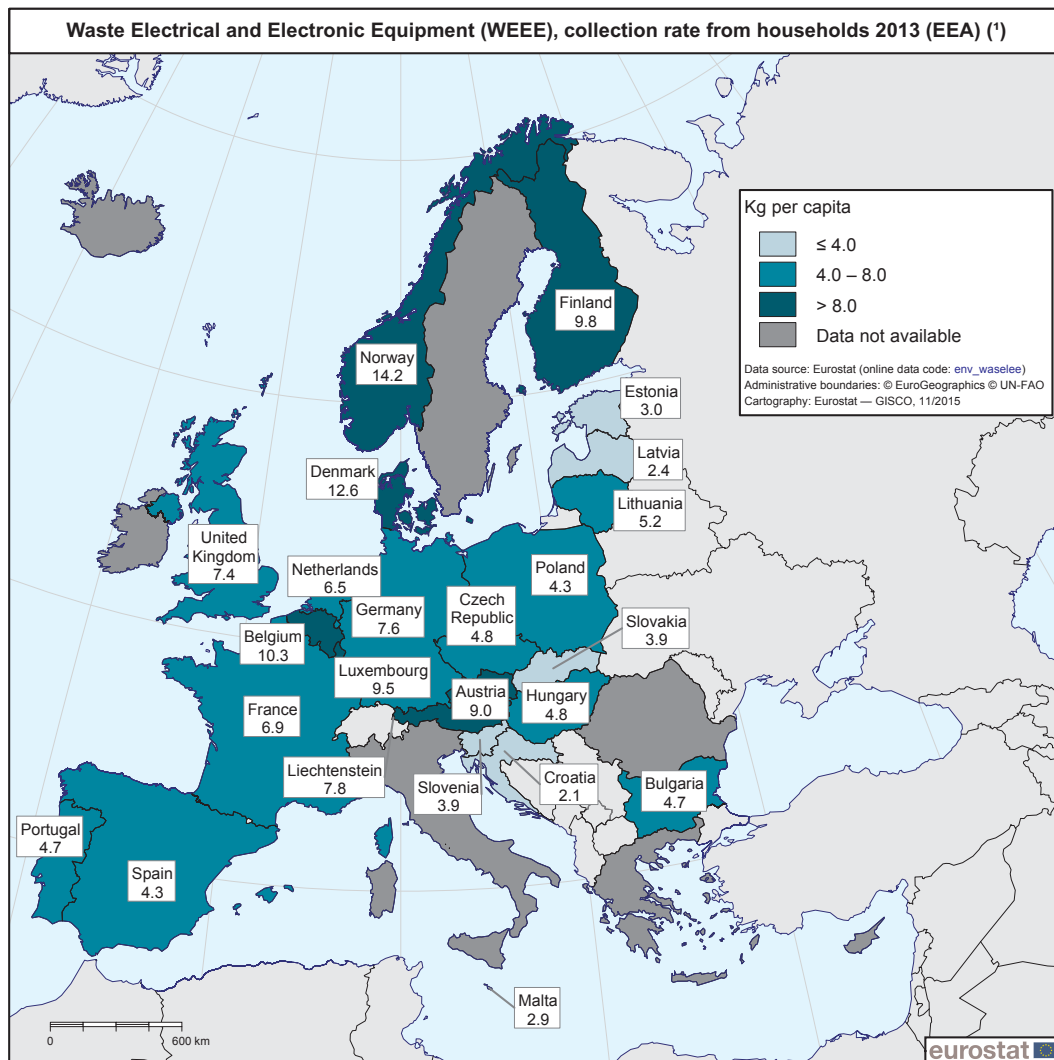 Waste Electrical and Electronic Equipment (WEEE), collection rate from households 2013 (EEA) (¹)
Kg per capita
≤ 4.0
4.0 – 8.0
> 8.0
Data not available
Data source: Eurostat (online data code: env_waselee)
Administrative boundaries: © EuroGeographics © UN-FAO
Cartography: Eurostat — GISCO, 11/2015
Finland
9.8
Norway
14.2
Estonia
3.0
Latvia
2.4
Denmark
12.6
Lithuania
5.2
United
Kingdom
7.4
Netherlands
6.5
Poland
4.3
Germany
7.6
Czech
Republic
4.8
Slovakia
3.9
Belgium
10.3
Luxembourg
9.5
Austria
9.0
Hungary
4.8
France
6.9
Liechtenstein
7.8
Slovenia
3.9
Croatia
2.1
Bulgaria
4.7
Portugal
4.7
Spain
4.3
Malta
2.9
0
600 km
eurostat